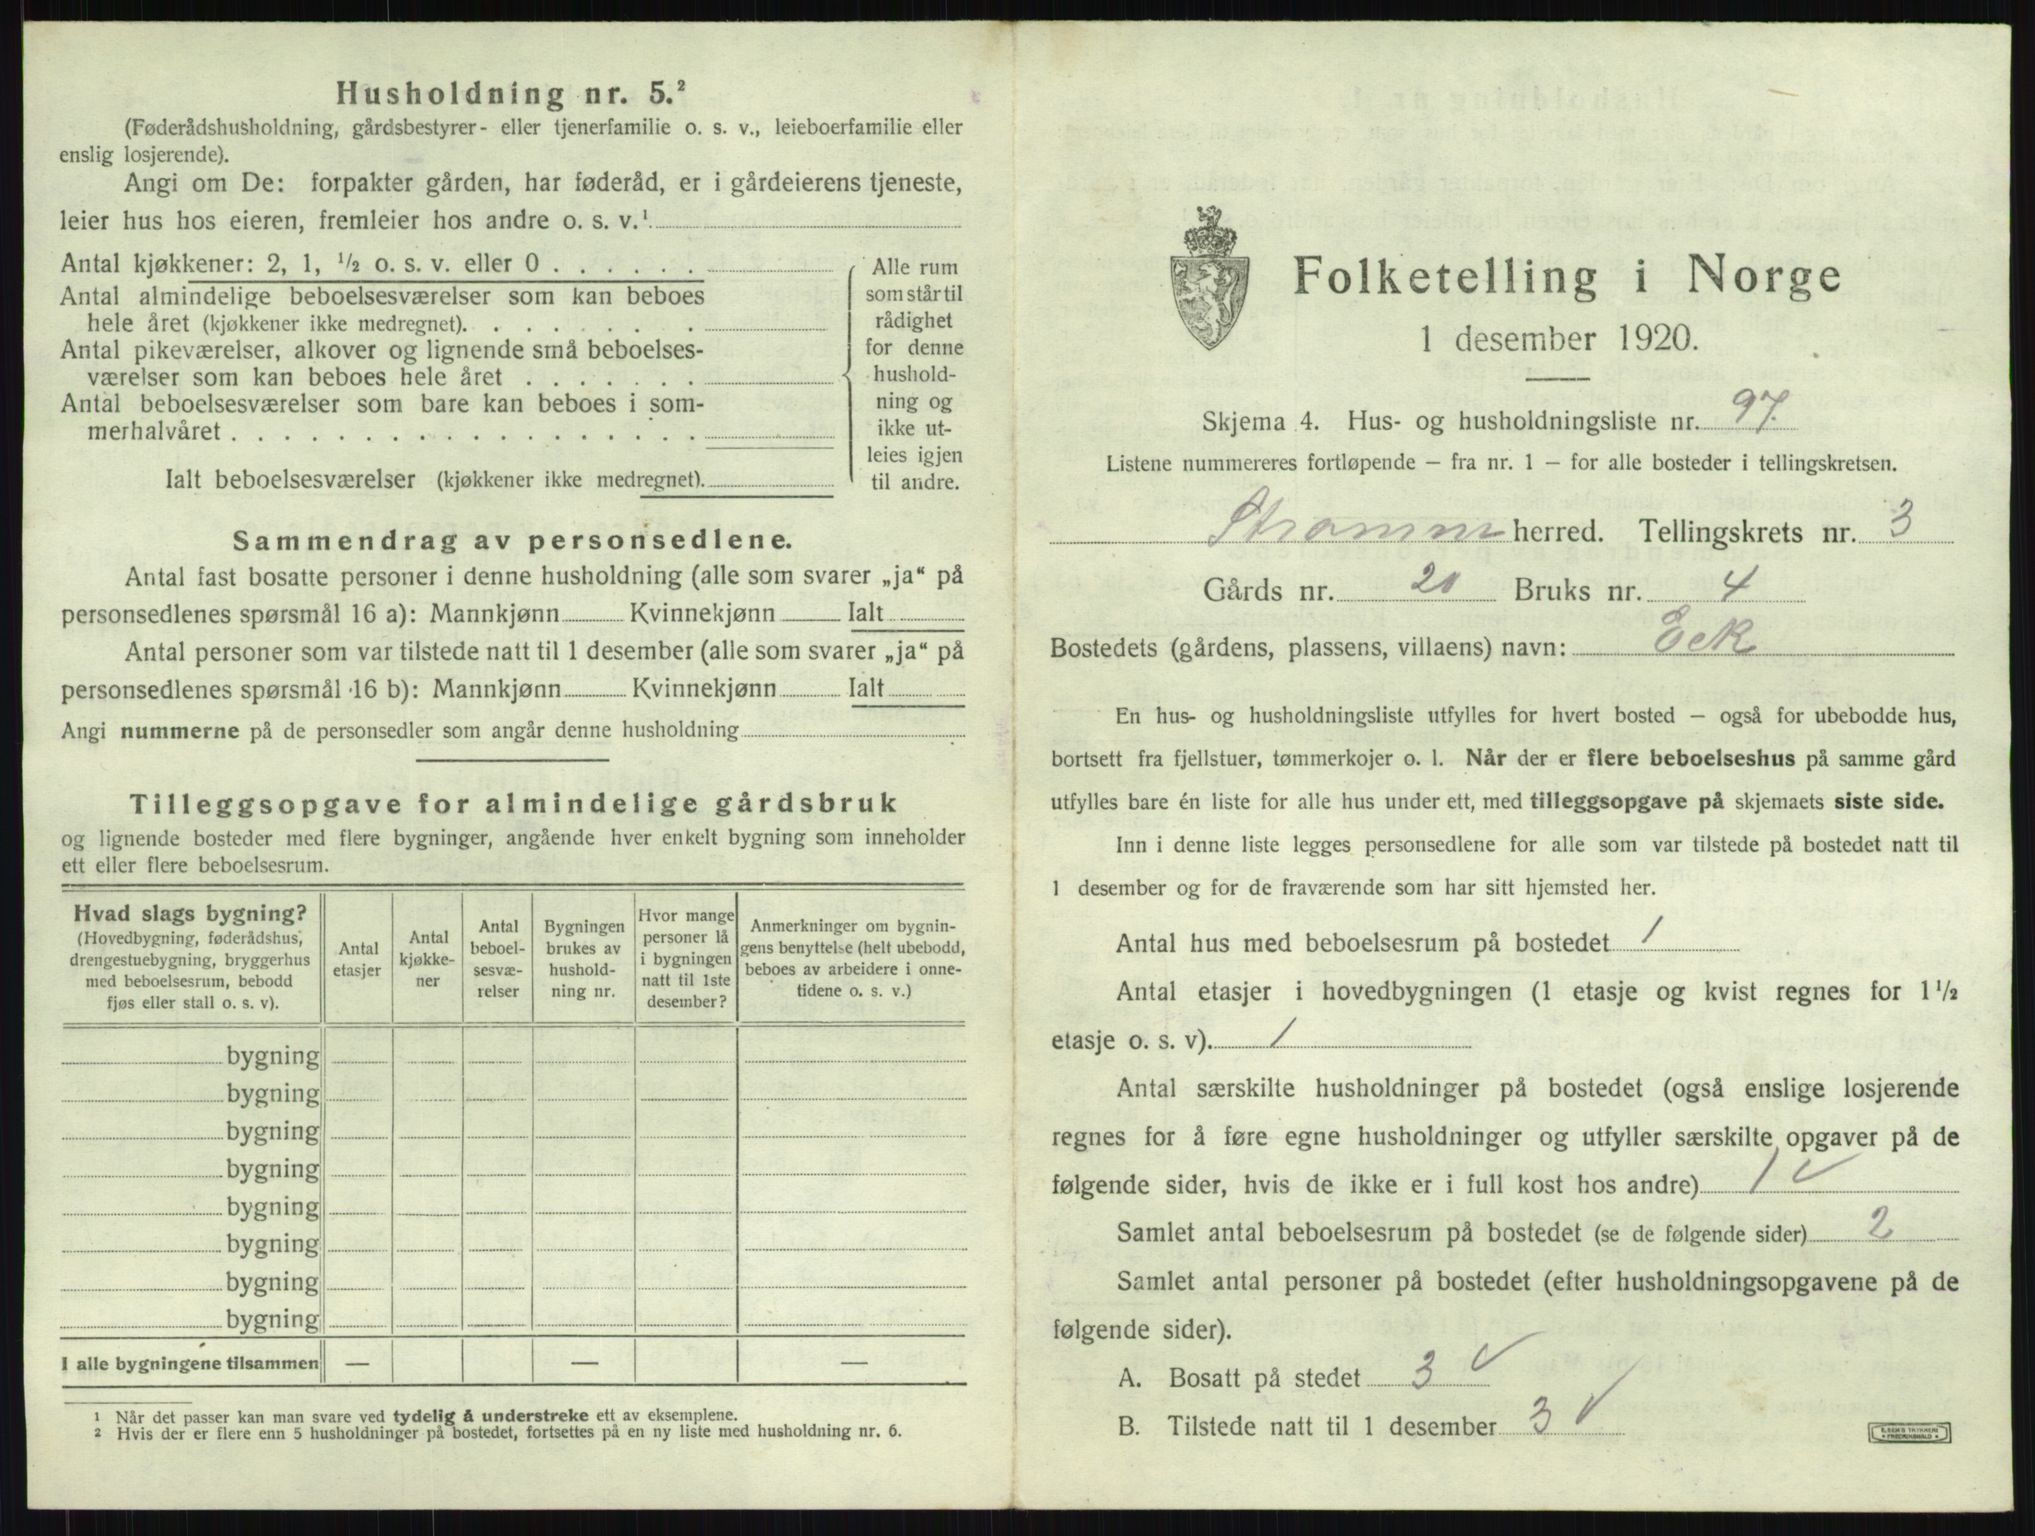 Husholdning nr. 5.²
(Føderådshusholdning, gårdsbestyrer- eller tjenerfamilie o. s. v., leieboerfamilie eller
enslig losjerende).
Angi om De: forpakter gården, har føderåd, er i gårdeierens tjeneste,
leier hus hos eieren, fremleier hos andre o. s. v.¹
Antal kjøkkener: 2, 1, ½ o. s. v. eller 0 . . . . . .
Antal almindelige beboelsesværelser som kan beboes
hele året (kjøkkener ikke medregnet). . . . . . . .
Antal pikeværelser, alkover og lignende små beboelses-
værelser som kan beboes hele året . . . . . . .
Antal beboelsesværelser som bare kan beboes i som-
merhalvåret . . . . . . . . . . . . . . . . . .
Ialt beboelsesværelser (kjøkkener ikke medregnet).
Alle rum
som står til
rådighet
for denne
hushold-
ning og
ikke ut-
leies igjen
til andre.
Sammendrag av personsedlene.
Antal fast bosatte personer i denne husholdning (alle som svarer „ja“ på
personsedlenes spørsmål 16 a): Mannkjønn Kvinnekjønn Ialt
Antal personer som var tilstede natt til 1 desember (alle som svarer „ja“ på
personsedlenes spørsmål 16 b): Mannkjønn Kvinnekjønn Ialt
Angi nummerne på de personsedler som angår denne husholdning
Tilleggsopgave for almindelige gårdsbruk
og lignende bosteder med flere bygninger, angående hver enkelt bygning som inneholder
ett eller flere beboelsesrum.
Hvad slags bygning?
(Hovedbygning, føderådshus,
drengestuebygning, bryggerhus
med beboelsesrum, bebodd
fjøs eller stall o. s. v).
Antal
etasjer
Antal
kjøkke-
ner
Antal
beboel-
sesvæ-
relser
Bygningen
brukes av
hushold-
ning nr.
Hvor mange
personer lå
i bygningen
natt til 1ste
desember?
Anmerkninger om bygnin-
gens benyttelse (helt ubebodd,
beboes av arbeidere i onne-
tidene o. s. v.)
bygning
bygning
bygning
bygning
bygning
bygning
bygning
bygning
I alle bygningene tilsammen — — —
1 Når det passer kan man svare ved tydelig å understreke ett av eksemplene.
2 Hvis der er flere enn 5 husholdninger på bostedet, fortsettes på en ny liste med husholdning nr. 6.
Folketelling i Norge
1 desember 1920.
Skjema 4. Hus- og husholdningsliste nr. 97.
Listene nummereres fortløpende – fra nr. 1 – for alle bosteder i tellingskretsen.
Strømm herred. Tellingskrets nr. 3
Gårds nr. 20 Bruks nr. 4
Bostedets (gårdens, plassens, villaens) navn: Eek
En hus- og husholdningsliste utfylles for hvert bosted – også for ubebodde hus,
bortsett fra fjellstuer, tømmerkojer o. l. Når der er flere beboelseshus på samme gård
utfylles bare én liste for alle hus under ett, med tilleggsopgave på skjemaets siste side.
Inn i denne liste legges personsedlene for alle som var tilstede på bostedet natt til
1 desember og for de fraværende som har sitt hjemsted her.
Antal hus med beboelsesrum på bostedet 1
Antal etasjer i hovedbygningen (1 etasje og kvist regnes for 1½
etasje o. s. v). 1
Antal særskilte husholdninger på bostedet (også enslige losjerende
regnes for å føre egne husholdninger og utfyller særskilte opgaver på de
følgende sider, hvis de ikke er i full kost hos andre) 1 ✓
Samlet antal beboelsesrum på bostedet (se de følgende sider) 2
Samlet antal personer på bostedet (efter husholdningsopgavene på de
følgende sider).
A. Bosatt på stedet 3 ✓
B. Tilstede natt til 1 desember 3 ✓